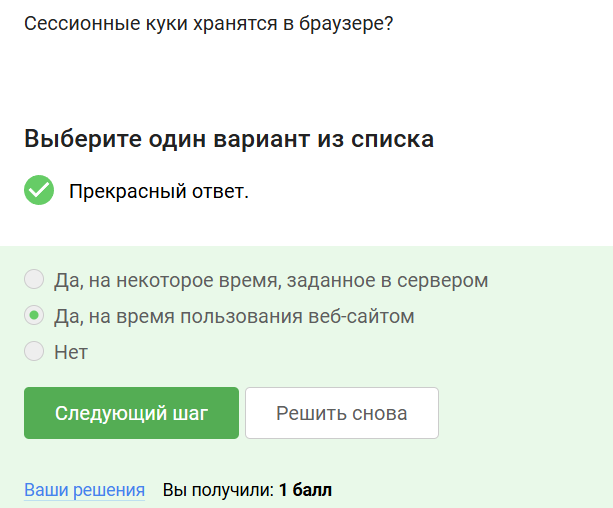 Сессионные куки хранятся в браузере?
Выберите один вариант из списка
Прекрасный ответ.
Да, на некоторое время, заданное в сервером
Да, на время пользования веб-сайтом
Нет
Следующий шаг Решить снова
Ваши решения Вы получили: 1 балл